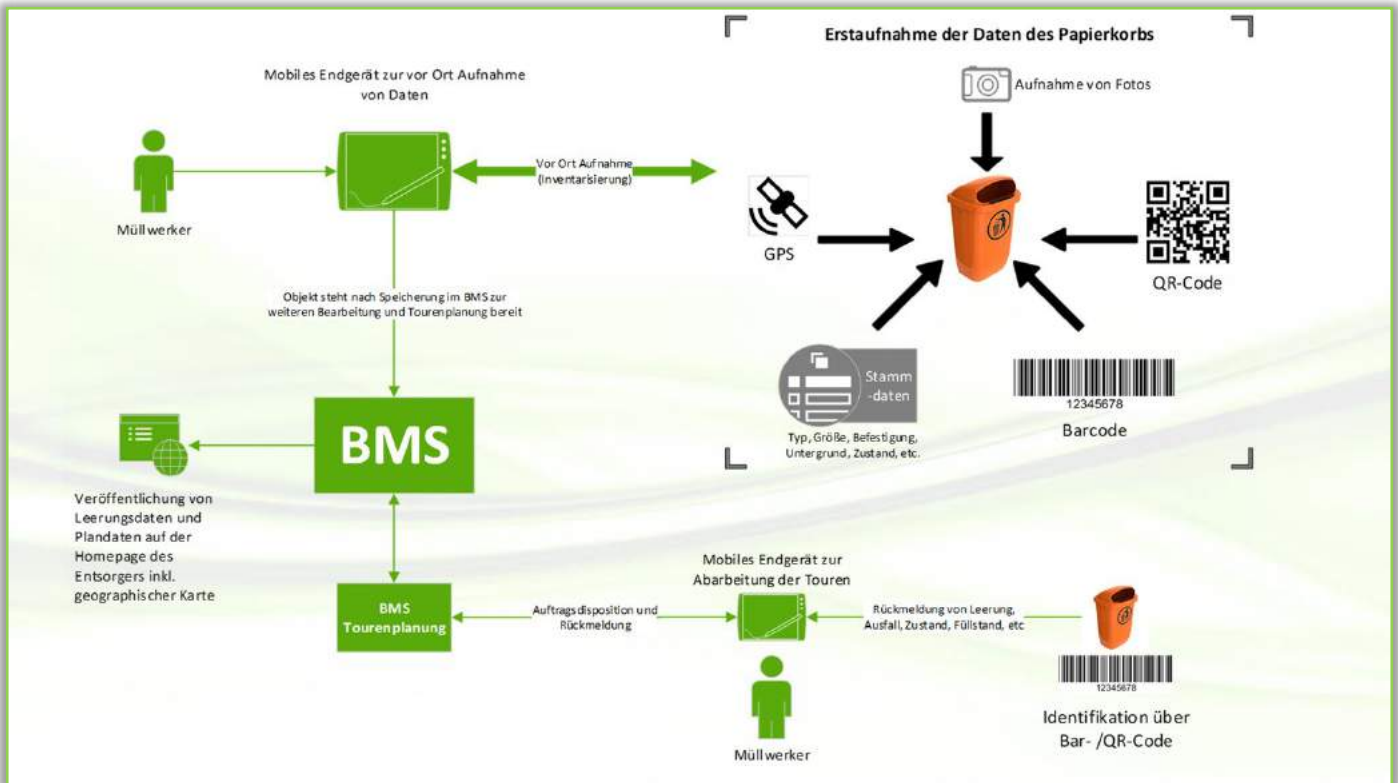 Erstaufnahme der Daten des Papierkorbs
Aufnahme von Fotos
Mobiles Endgerät zur vor Ort Aufnahme
von Daten
Vor Ort Aufnahme
(Inventarisierung)
Müllwerker
GPS
QR-Code
Objekt steht nach Speicherung im BMS zur
weiteren Bearbeitung und Tourenplanung bereit
Stamm
-daten
12345678
Barcode
Typ, Größe, Befestigung,
Untergrund, Zustand, etc.
BMS
Veröffentlichung von
Leerungsdaten und
Plandaten auf der
Homepage des
Entsorgers inkl.
geographischer Karte
BMS
Tourenplanung
Auftragsdisposition und
Rückmeldung
Mobiles Endgerät zur
Abarbeitung der Touren
Rückmeldung von Leerung,
Ausfall, Zustand, Füllstand, etc
12345678
Müllwerker
Identifikation über
Bar- /QR-Code